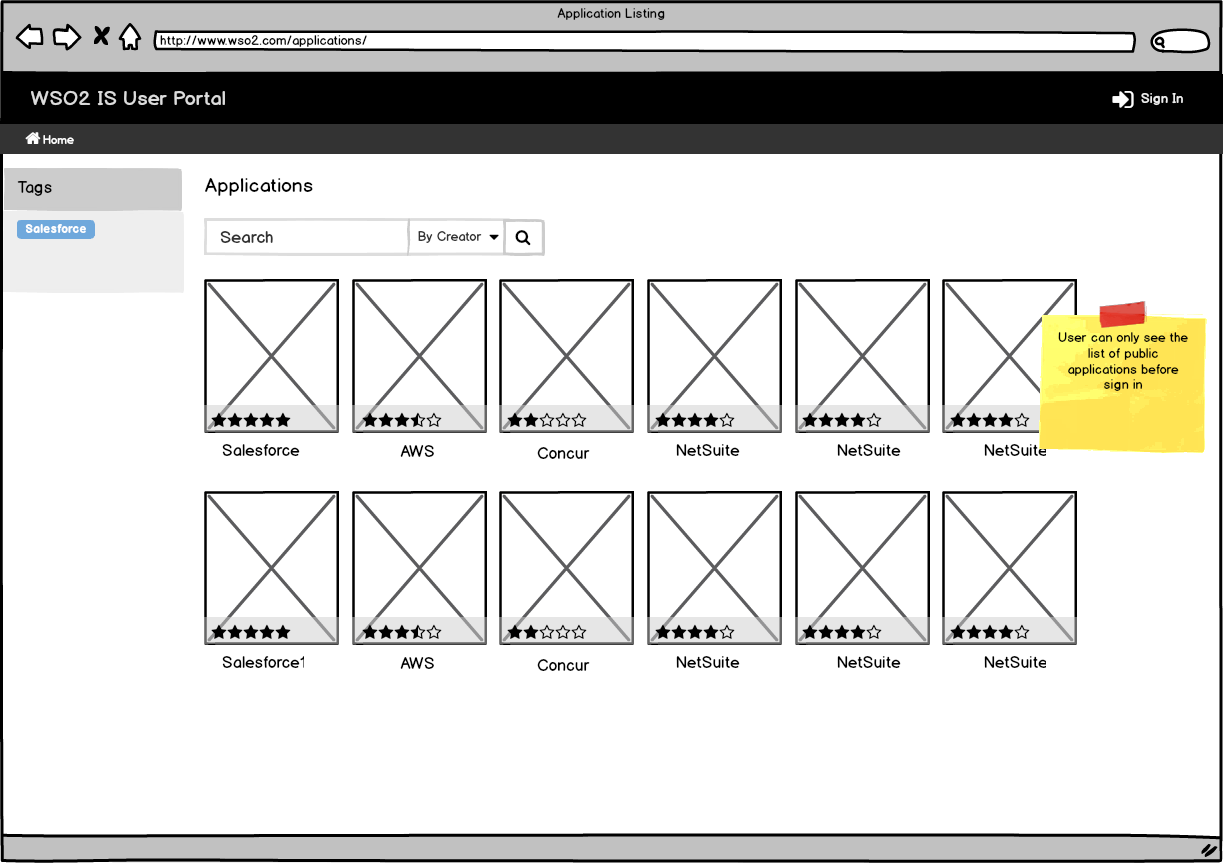 Application Listing
http://www.wso2.com/applications/
WSO2 IS User Portal
Sign In
Home
Tags
Salesforce
Applications
Search
By Creator
User can only see the
list of public
applications before
sign in
Salesforce
AWS
Concur
NetSuite
NetSuite
NetSuite
Salesforce1
AWS
Concur
NetSuite
NetSuite
NetSuite